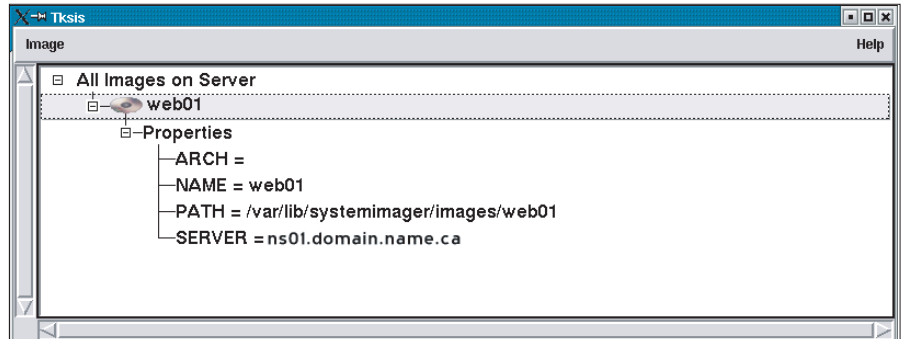 Tksis
Image Help
All Images on Server
web01
Properties
ARCH =
NAME = web01
PATH = /var/lib/systemimager/images/web01
SERVER = ns01.domain.name.ca